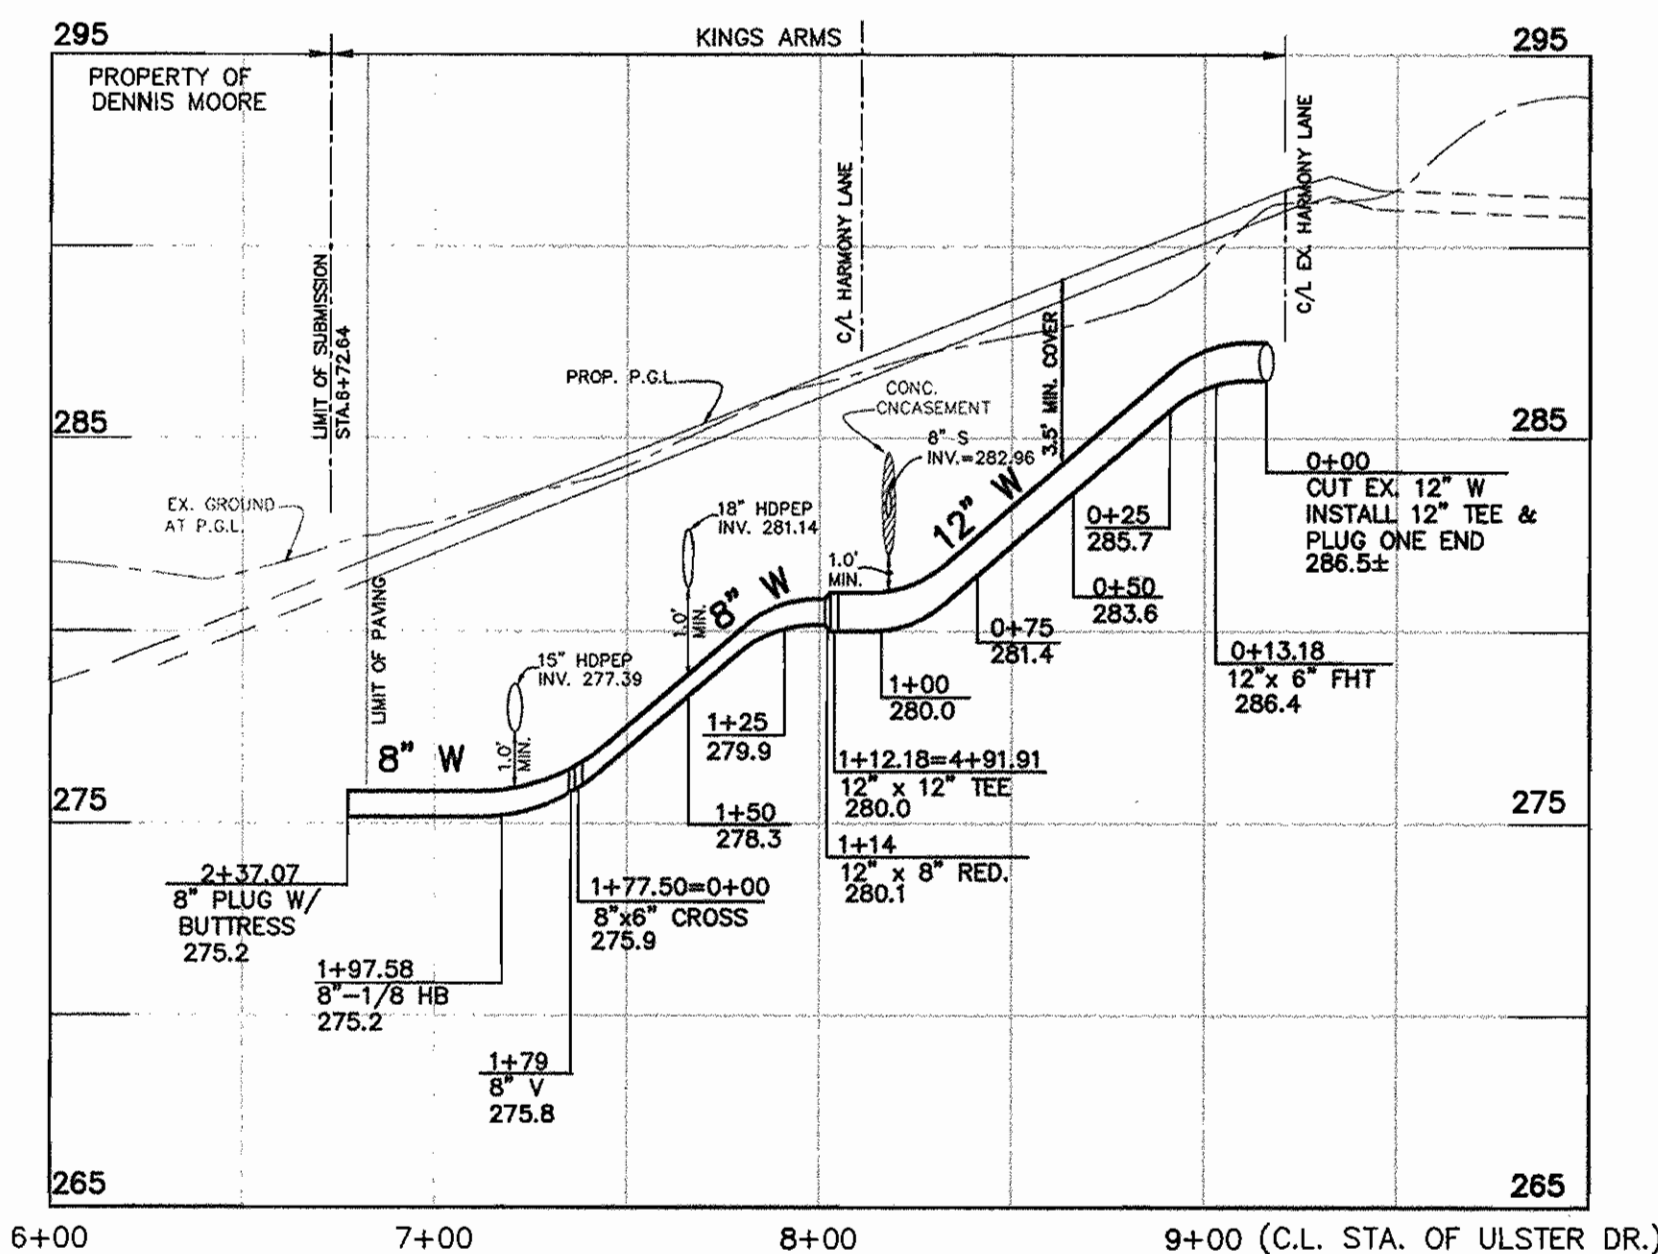 295
KINGS ARMS
295
PROPERTY OF
DENNIS MOORE
LIMIT OF SUBMISSION
STA.6+72.64
C/L HARMONY LANE
C/L EX. HARMONY LANE
PROP. P.G.L.
3.5' MIN. COVER
CONC.
CNCASEMENT
8" S
INV.=282.96
285
285
EX. GROUND
AT P.G.L.
18" HDPEP
INV. 281.14
12" W
0+00
CUT EX. 12" W
INSTALL 12" TEE &
PLUG ONE END
286.5±
0+25
285.7
0+50
283.6
0+75
281.4
0+13.18
12"x 6" FHT
286.4
1.0'
MIN.
8" W
1.0'
MIN.
LIMIT OF PAVING
15" HDPEP
INV. 277.39
1.0'
MIN.
8" W
1+00
280.0
1+25
279.9
1+12.18=4+91.91
12" x 12" TEE
280.0
275
275
1+50
278.3
1+14
12" x 8" RED.
280.1
2+37.07
8" PLUG W/
BUTTRESS
275.2
1+77.50=0+00
8"x6" CROSS
275.9
1+97.58
8"-1/8 HB
275.2
1+79
8" V
275.8
265
265
6+00
7+00
8+00
9+00 (C.L. STA. OF ULSTER DR.)